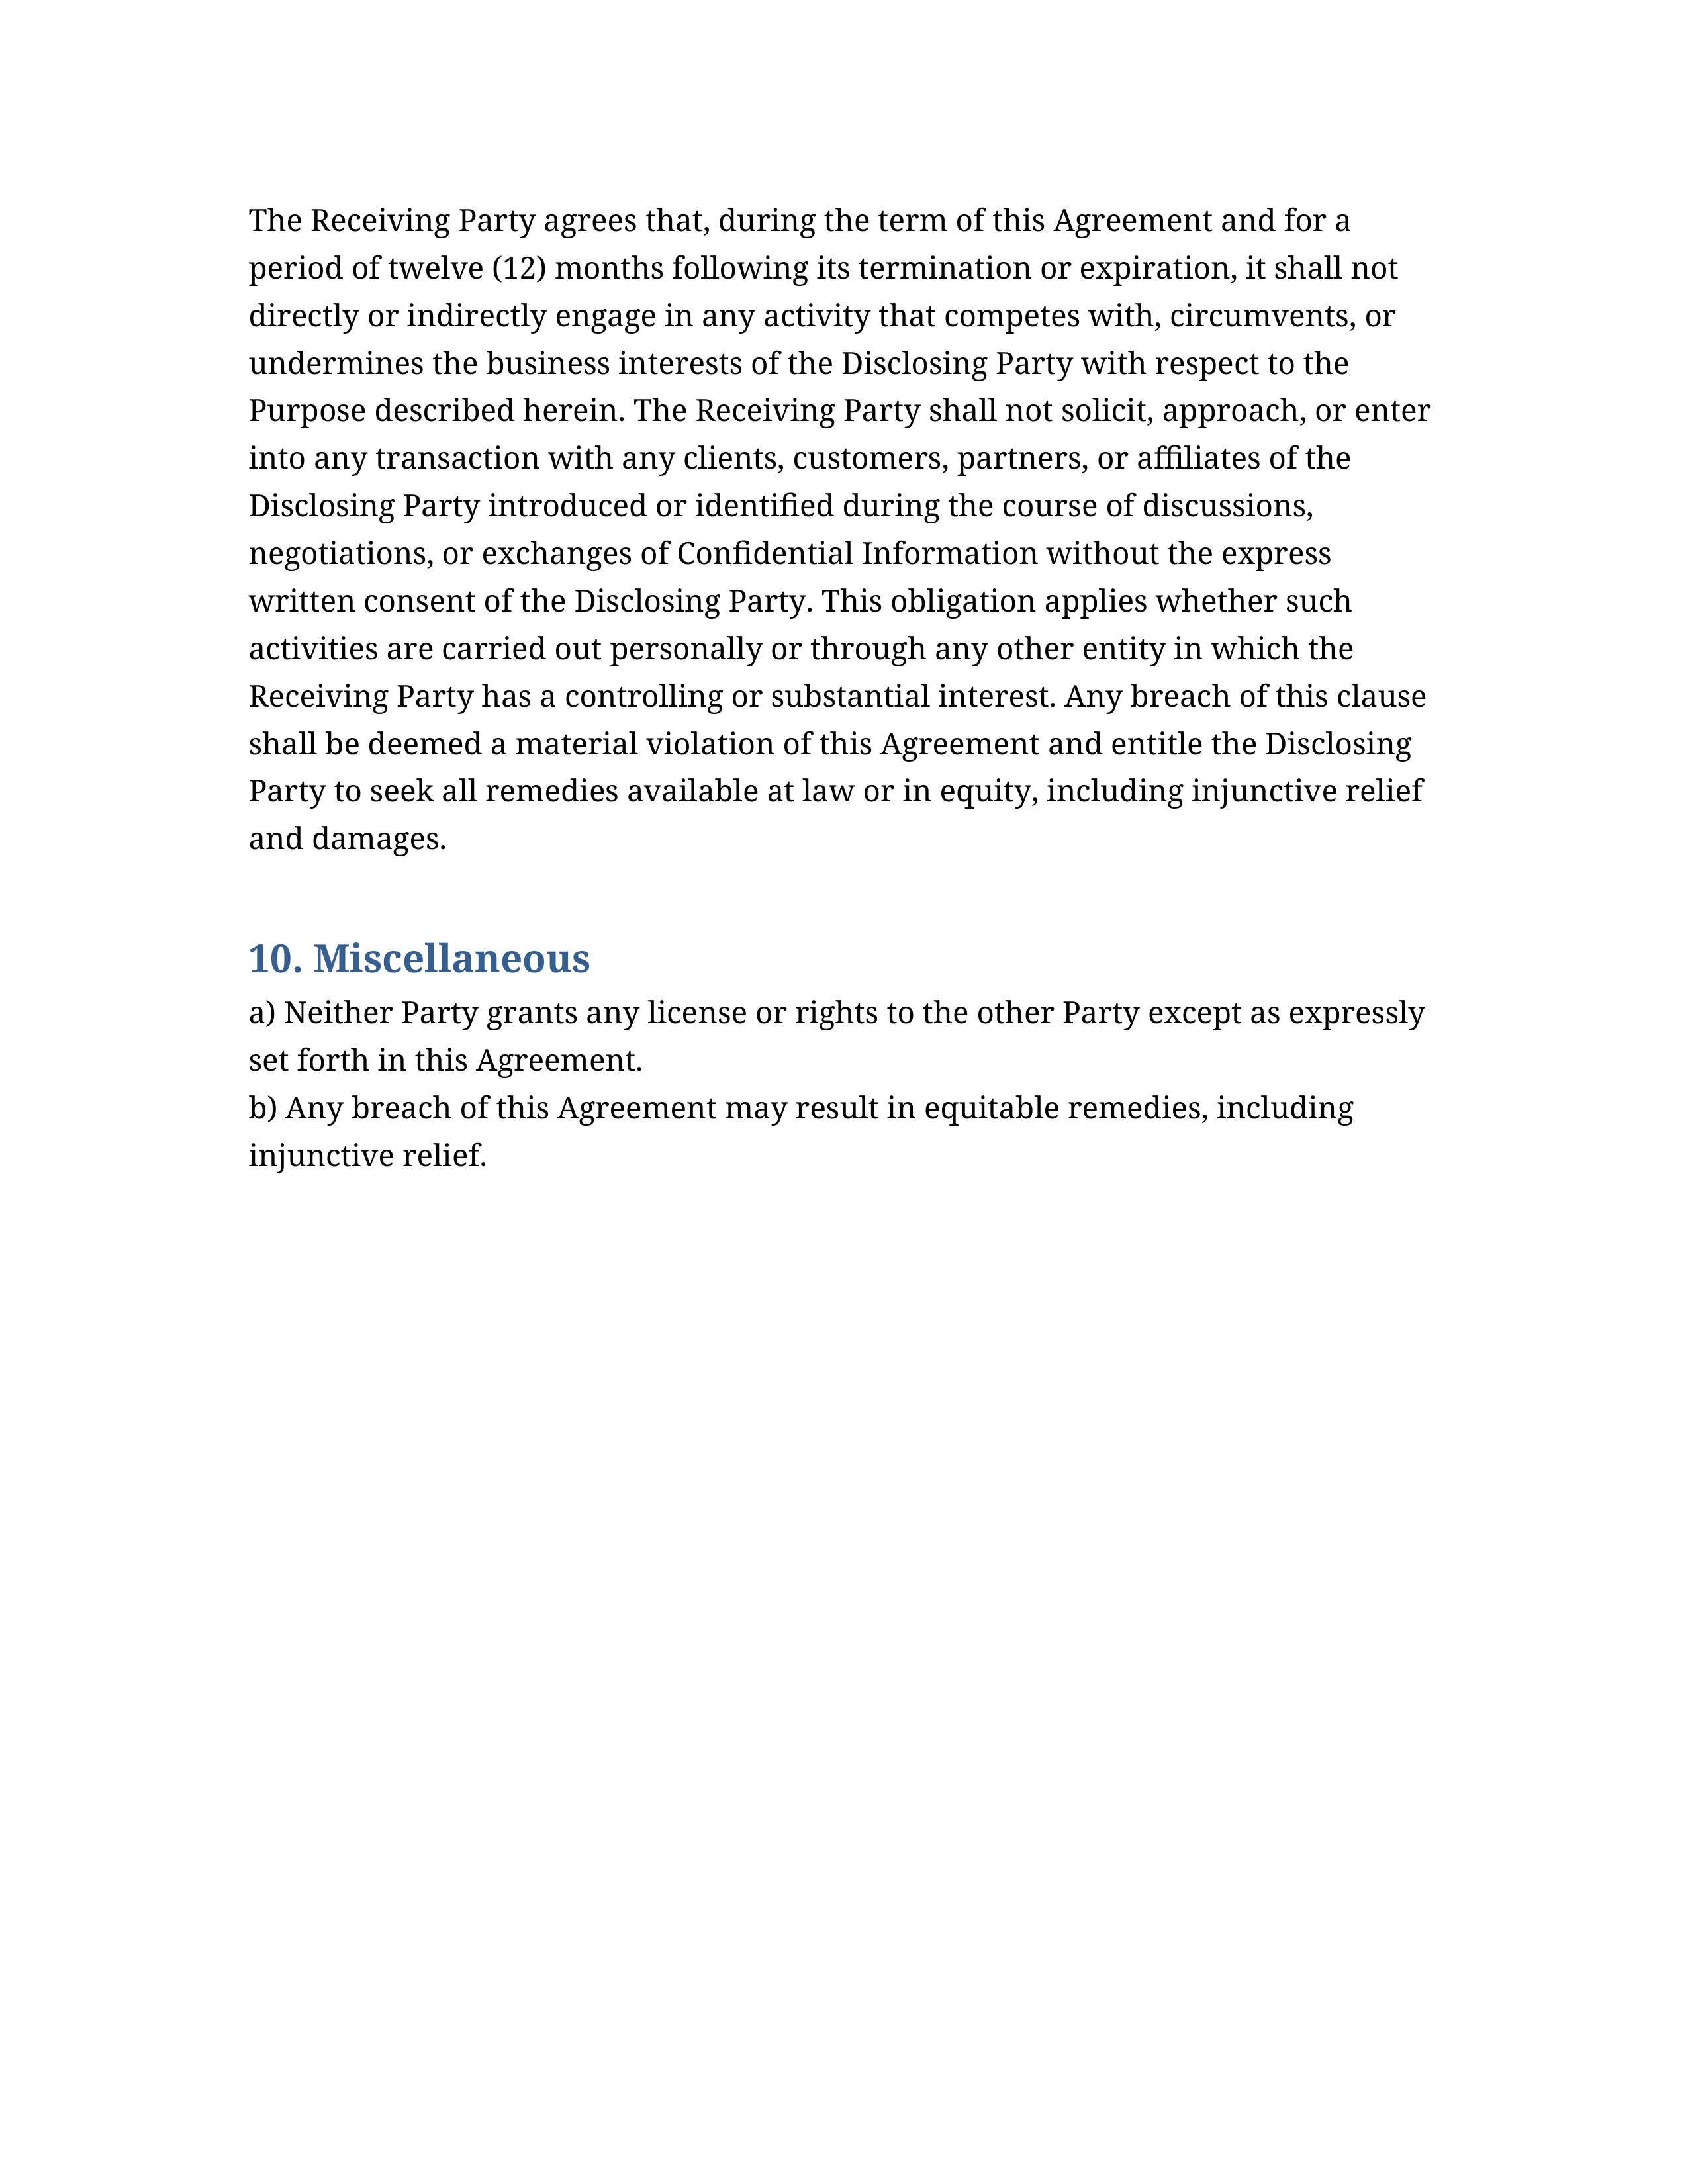 The Receiving Party agrees that, during the term of this Agreement and for a
period of twelve (12) months following its termination or expiration, it shall not
directly or indirectly engage in any activity that competes with, circumvents, or
undermines the business interests of the Disclosing Party with respect to the
Purpose described herein. The Receiving Party shall not solicit, approach, or enter
into any transaction with any clients, customers, partners, or affiliates of the
Disclosing Party introduced or identified during the course of discussions,
negotiations, or exchanges of Confidential Information without the express
written consent of the Disclosing Party. This obligation applies whether such
activities are carried out personally or through any other entity in which the
Receiving Party has a controlling or substantial interest. Any breach of this clause
shall be deemed a material violation of this Agreement and entitle the Disclosing
Party to seek all remedies available at law or in equity, including injunctive relief
and damages.
10. Miscellaneous
a) Neither Party grants any license or rights to the other Party except as expressly
set forth in this Agreement.
b) Any breach of this Agreement may result in equitable remedies, including
injunctive relief.